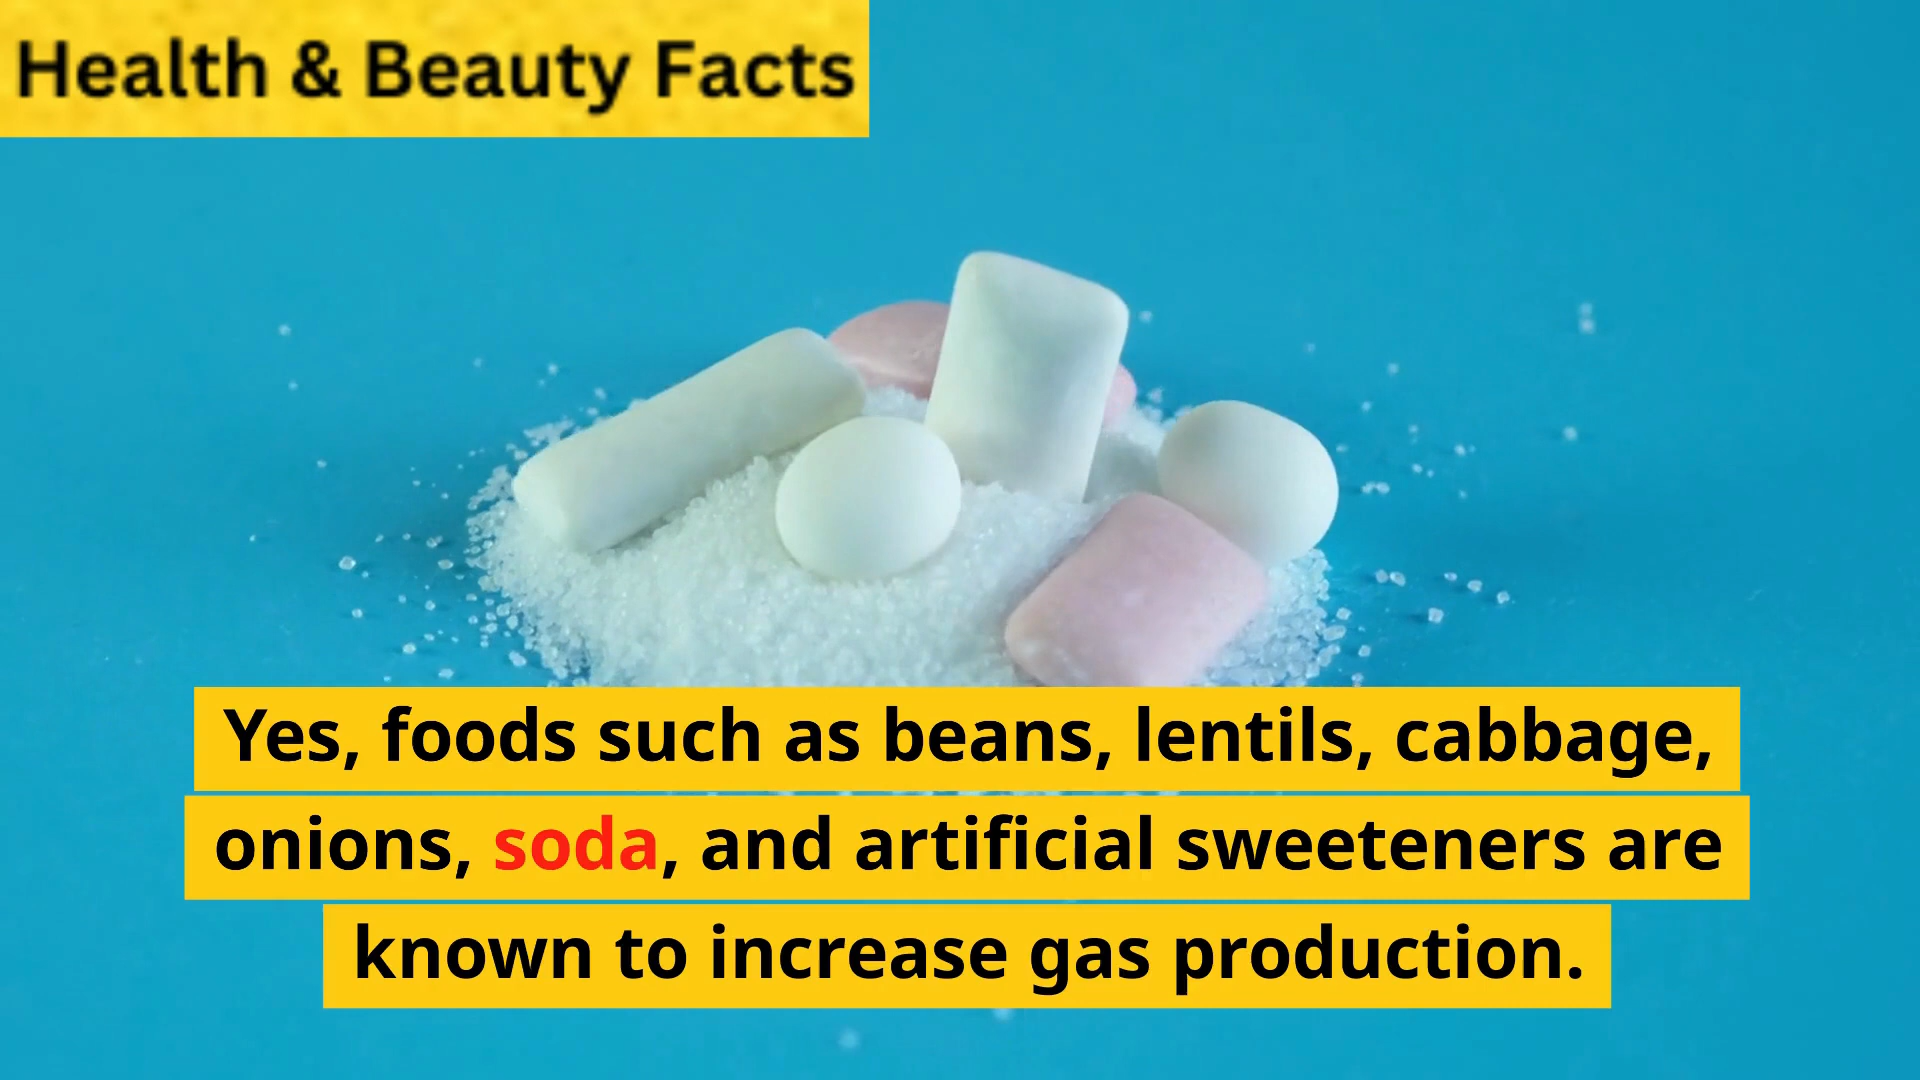 Health & Beauty Facts
Yes, foods such as beans, lentils, cabbage,
onions, soda, and artificial sweeteners are
known to increase gas production.